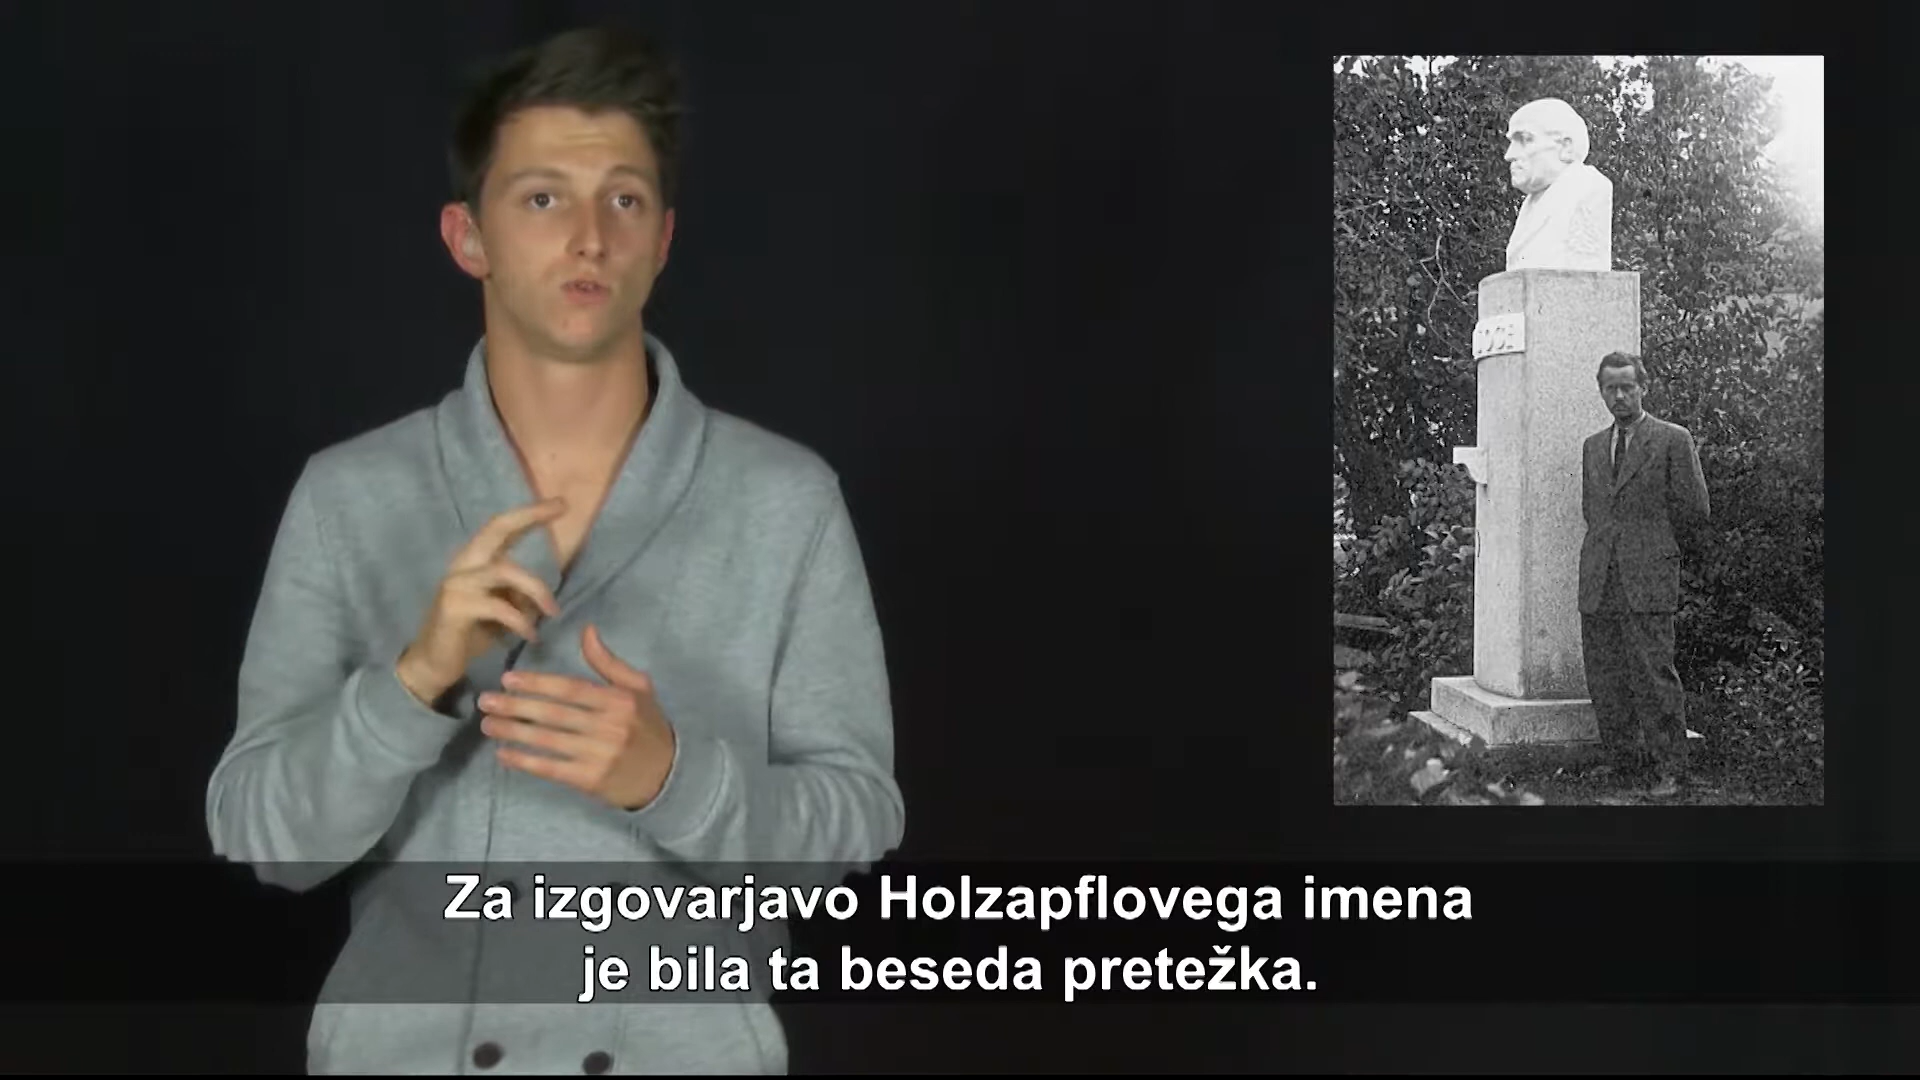 Za izgovarjavo Holzapflovega imena
je bila ta beseda pretežka.